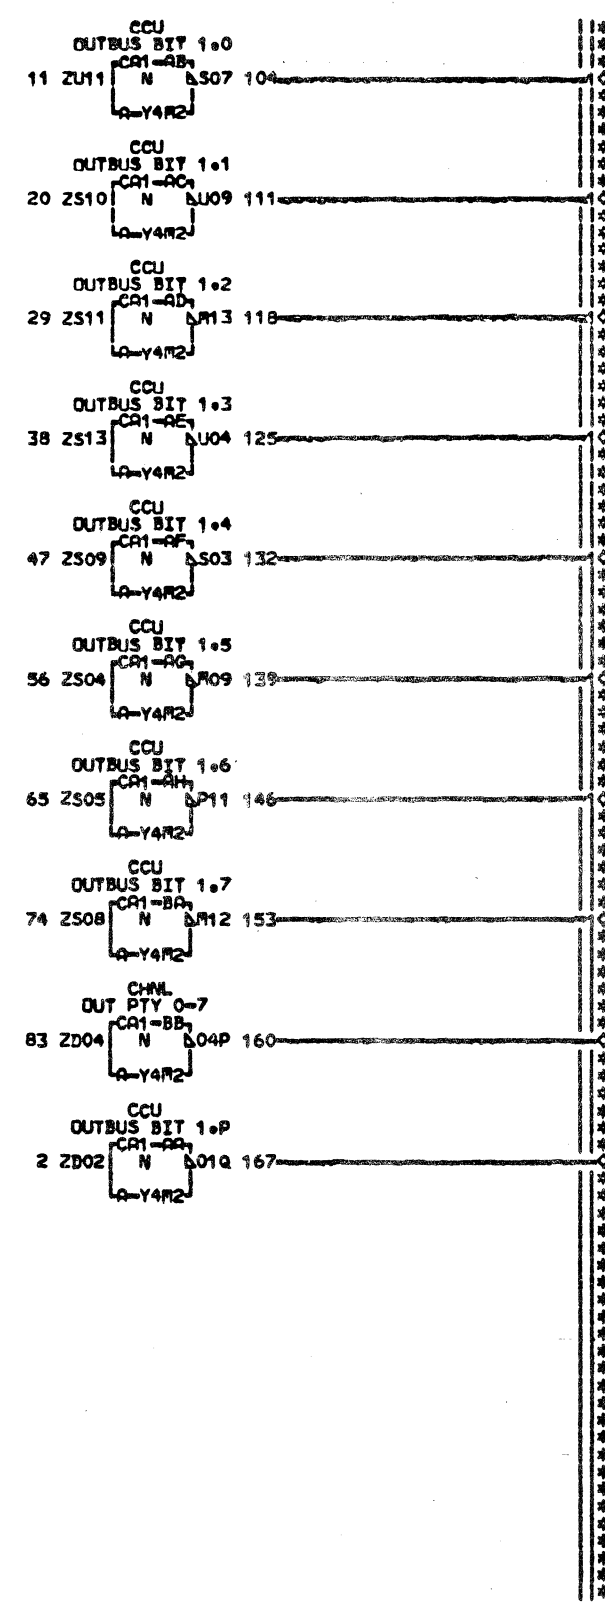 CCU
OUTBUS BIT 1.0
CA1-AB
11 ZU11 N S07 104
A-Y4M2
CCU
OUTBUS BIT 1.1
CA1-AC
20 ZS10 N U09 111
A-Y4M2
CCU
OUTBUS BIT 1.2
CA1-AD
29 ZS11 N M13 118
A-Y4M2
CCU
OUTBUS BIT 1.3
CA1-AE
38 ZS13 N U04 125
A-Y4M2
CCU
OUTBUS BIT 1.4
CA1-AF
47 ZS09 N S03 132
A-Y4M2
CCU
OUTBUS BIT 1.5
CA1-AG
56 ZS04 N M09 139
A-Y4M2
CCU
OUTBUS BIT 1.6
CA1-AH
65 ZS05 N P11 146
A-Y4M2
CCU
OUTBUS BIT 1.7
CA1-BA
74 ZS08 N M12 153
A-Y4M2
CHNL
OUT PTY 0-7
CA1-BB
83 ZD04 N 04P 160
A-Y4M2
CCU
OUTBUS BIT 1.P
CA1-AA
2 ZD02 N 01Q 167
A-Y4M2